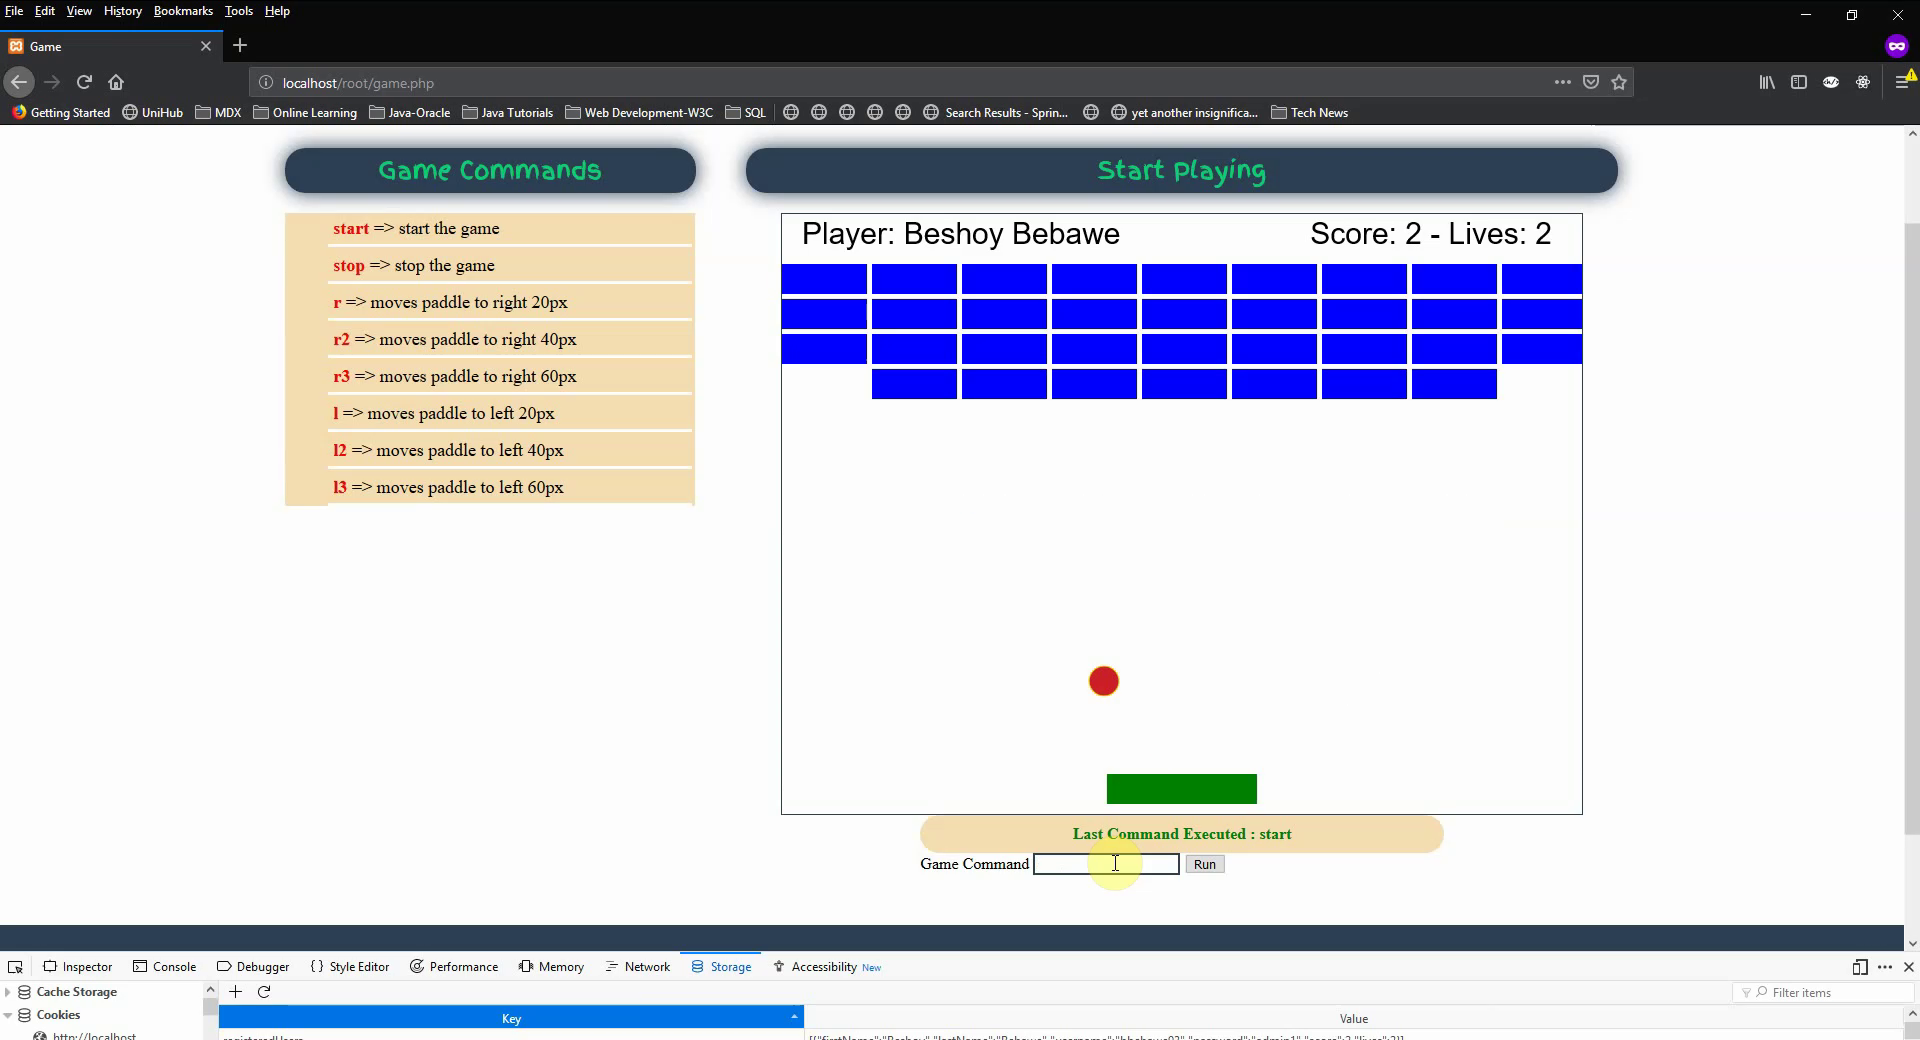 File Edit View History Bookmarks Tools Help
Game
localhost/root/game.php
Getting Started UniHub MDX Online Learning Java-Oracle Java Tutorials Web Development-W3C SQL Search Results - Sprin... yet another insignifica... Tech News
Game Commands
Start Playing
start => start the game
stop => stop the game
r => moves paddle to right 20px
r2 => moves paddle to right 40px
r3 => moves paddle to right 60px
l => moves paddle to left 20px
l2 => moves paddle to left 40px
l3 => moves paddle to left 60px
Player: Beshoy Bebawe
Score: 2 - Lives: 2
Last Command Executed : start
Game Command
Run
Inspector Console Debugger Style Editor Performance Memory Network Storage Accessibility New
Cache Storage
Filter items
Cookies
Key
Value
http://localhost